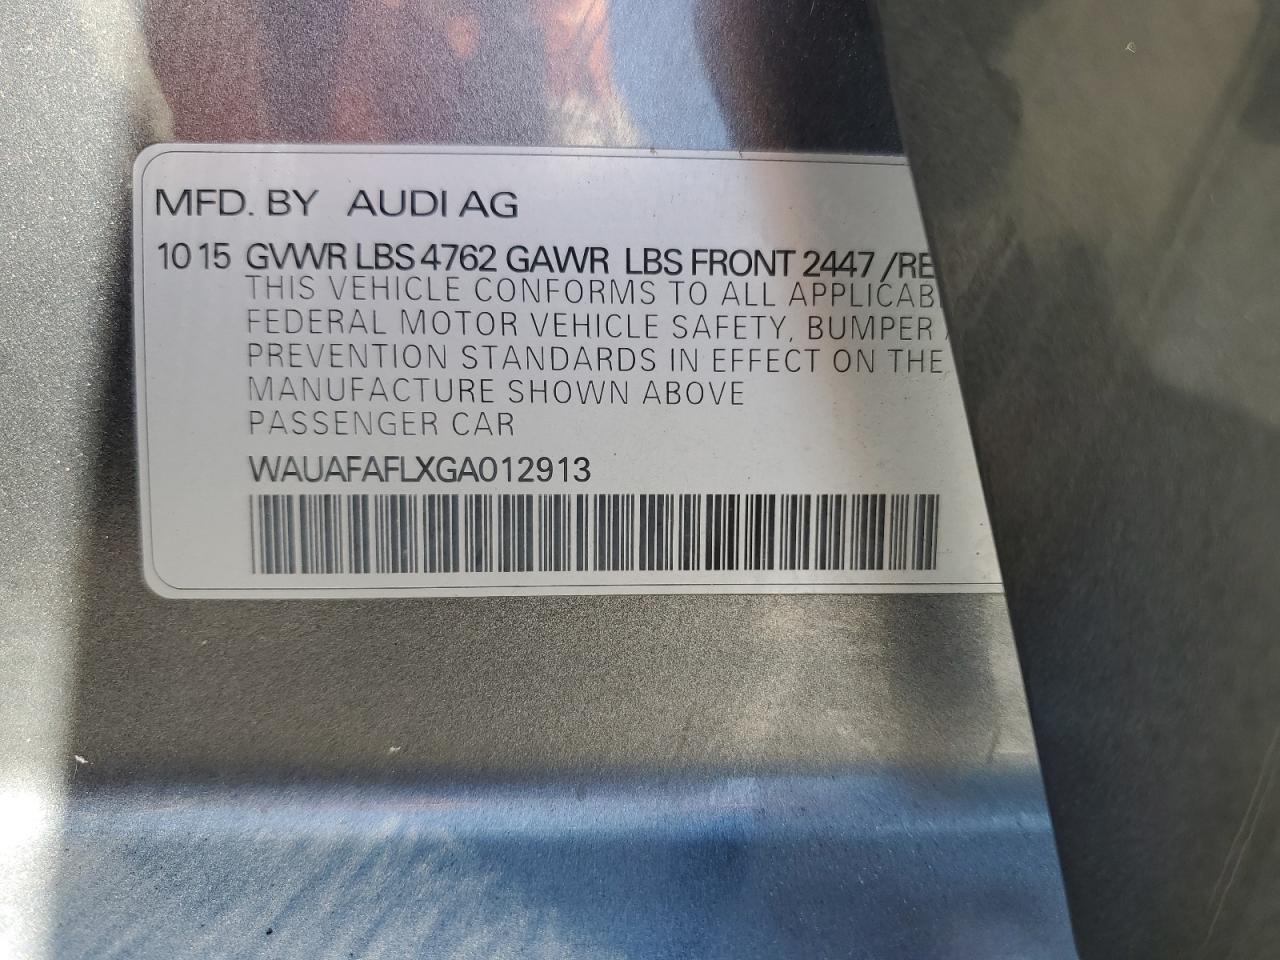 MFD. BY AUDI AG
10 15 GVWR LBS 4762 GAWR LBS FRONT 2447 /RE
THIS VEHICLE CONFORMS TO ALL APPLICAB
FEDERAL MOTOR VEHICLE SAFETY, BUMPER
PREVENTION STANDARDS IN EFFECT ON THE
MANUFACTURE SHOWN ABOVE
PASSENGER CAR
WAUAFAFLXGA012913